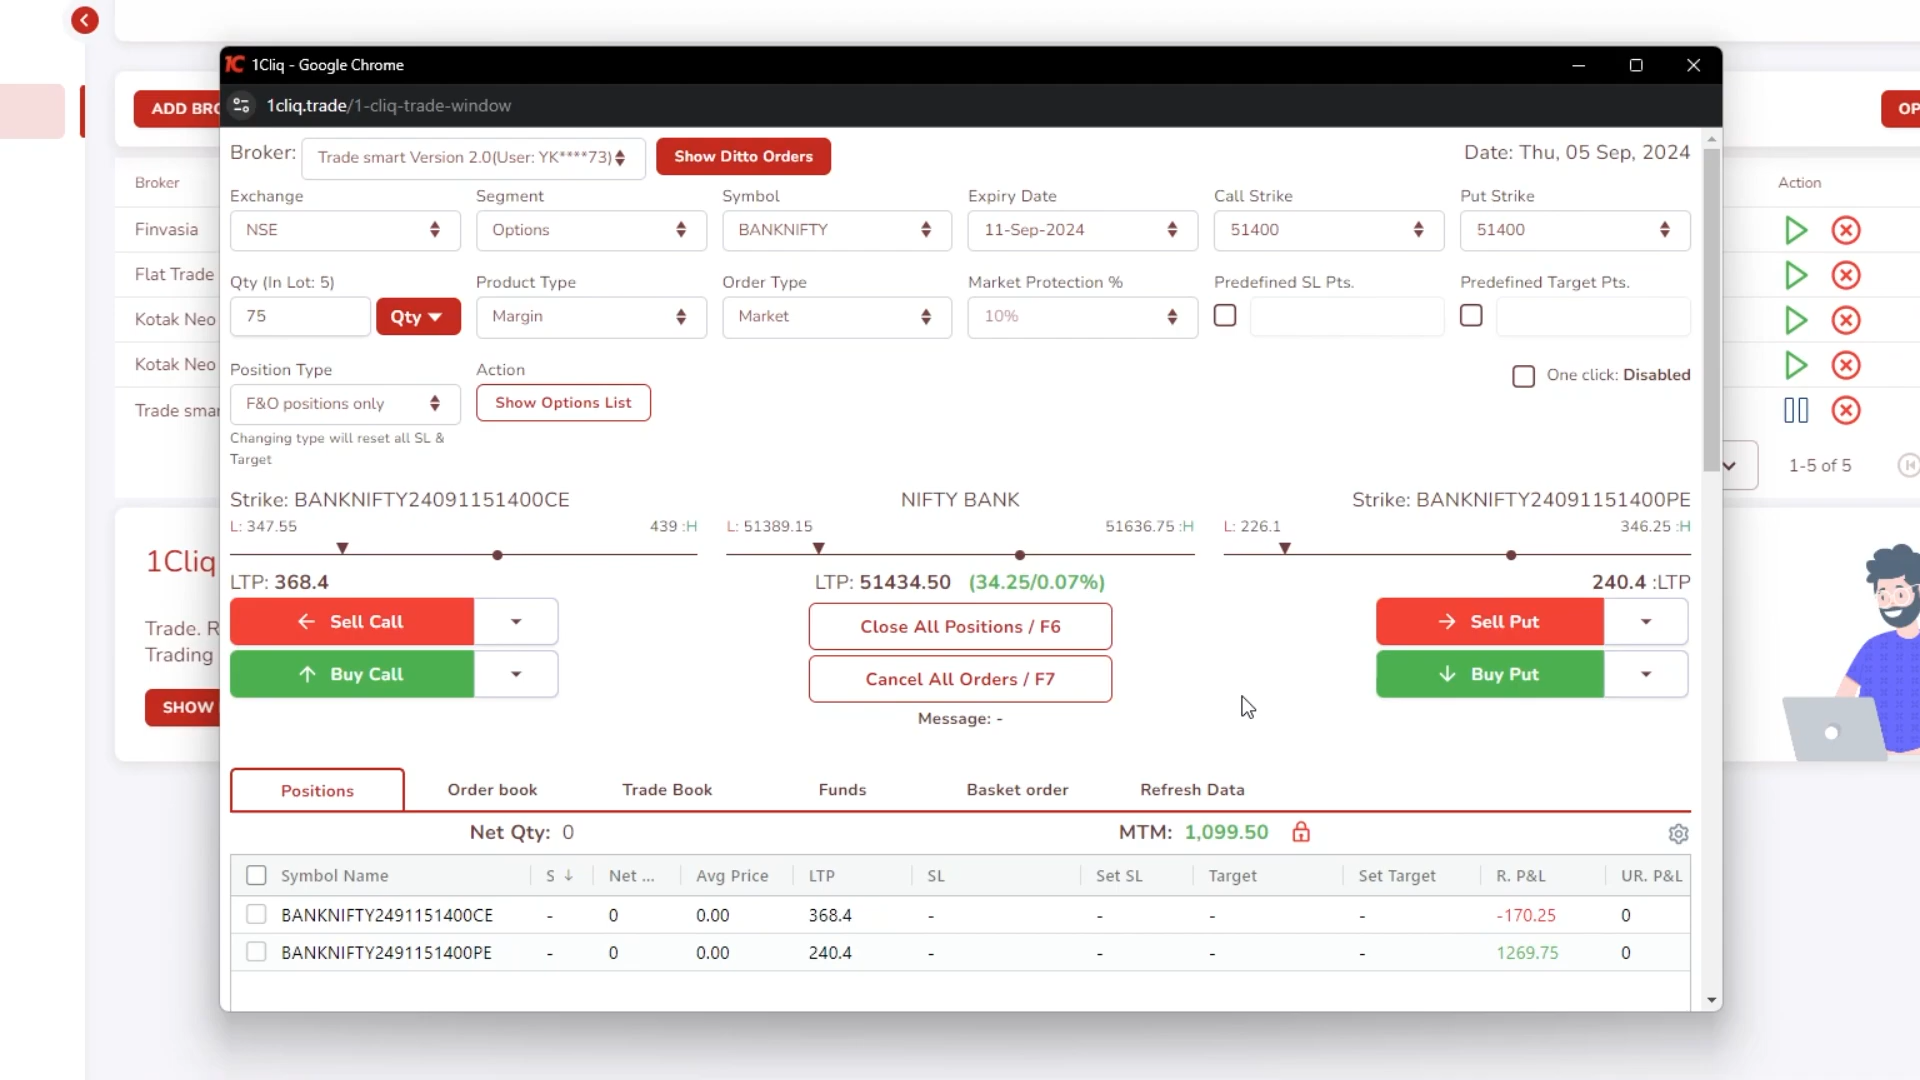 1C 1Cliq - Google Chrome
1cliq.trade/1-cliq-trade-window
ADD BRO
OP
Broker: Trade smart Version 2.0(User: YK****73) Show Ditto Orders Date: Thu, 05 Sep, 2024
Broker
Action
Exchange Segment Symbol Expiry Date Call Strike Put Strike
NSE Options BANKNIFTY 11-Sep-2024 51400 51400
Finvasia
Flat Trade
Kotak Neo
Kotak Neo
Trade smar
1-5 of 5
Qty (In Lot: 5) Product Type Order Type Market Protection % Predefined SL Pts. Predefined Target Pts.
75 Qty Margin Market 10%
Position Type Action
F&O positions only Show Options List One click: Disabled
Changing type will reset all SL &
Target
Strike: BANKNIFTY24091151400CE NIFTY BANK Strike: BANKNIFTY24091151400PE
L: 347.55 439 :H L: 51389.15 51636.75 :H L: 226.1 346.25 :H
LTP: 368.4 LTP: 51434.50 (34.25/0.07%) 240.4 :LTP
Sell Call Close All Positions / F6 Sell Put
Buy Call Cancel All Orders / F7 Buy Put
Message: -
1Cliq
Trade. R
Trading
SHOW
Positions Order book Trade Book Funds Basket order Refresh Data
Net Qty: 0 MTM: 1,099.50
Symbol Name S Net ... Avg Price LTP SL Set SL Target Set Target R. P&L UR. P&L
BANKNIFTY2491151400CE - 0 0.00 368.4 - - - - -170.25 0
BANKNIFTY2491151400PE - 0 0.00 240.4 - - - - 1269.75 0